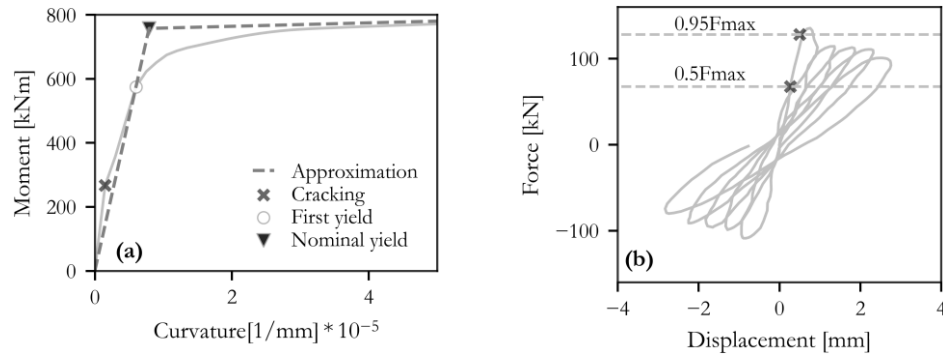 800
600
400
200
0
0
2
4
Moment [kNm]
Curvature[1/mm] * 10⁻⁵
Approximation
Cracking
First yield
Nominal yield
(a)
0.95Fmax
0.5Fmax
100
0
−100
−4
−2
0
2
4
Force [kN]
Displacement [mm]
(b)